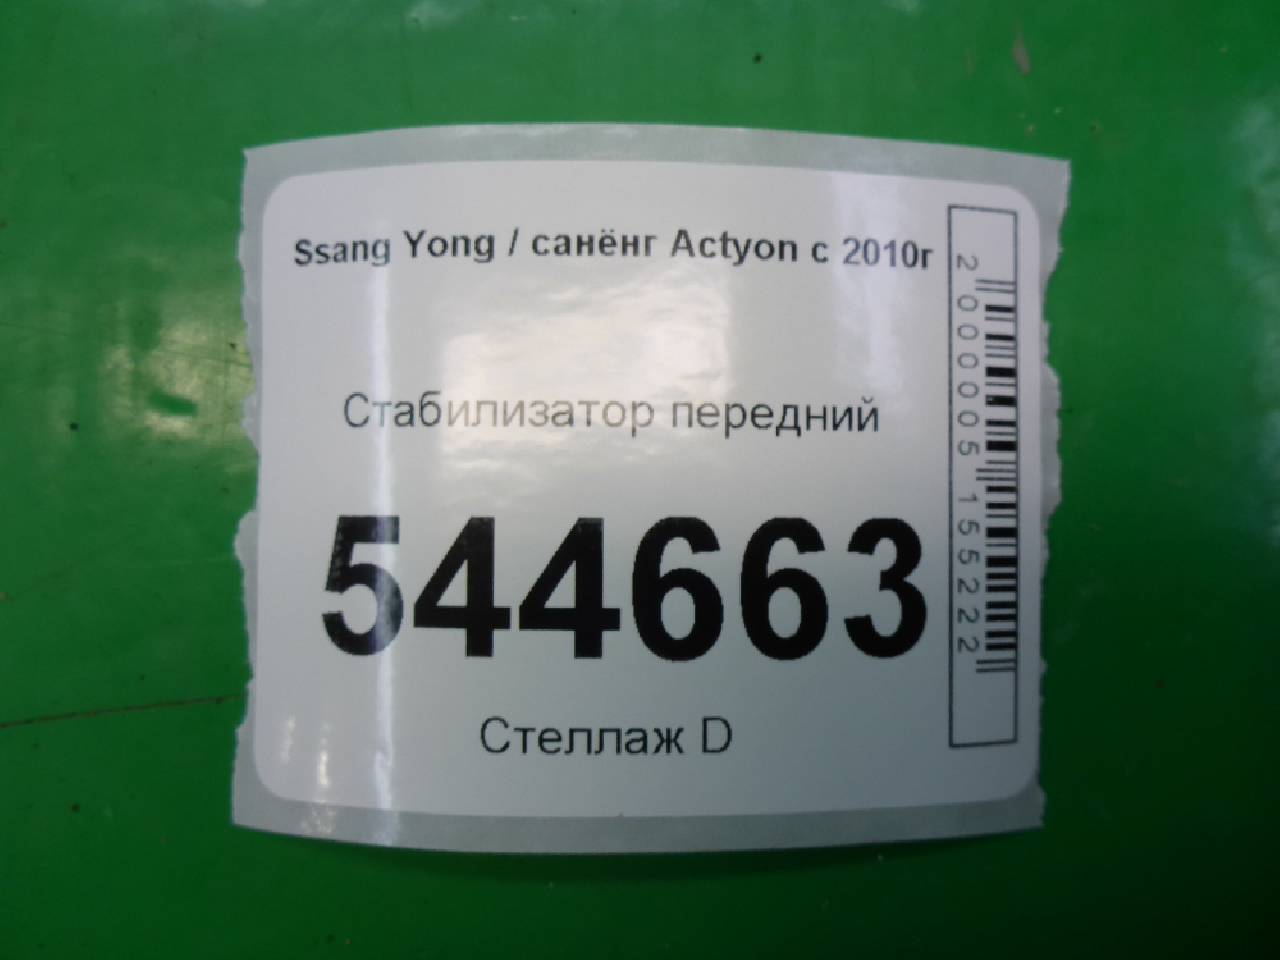 Ssang Yong / санёнг Actyon с 2010г
Стабилизатор передний
544663
Стеллаж D
2000005155222